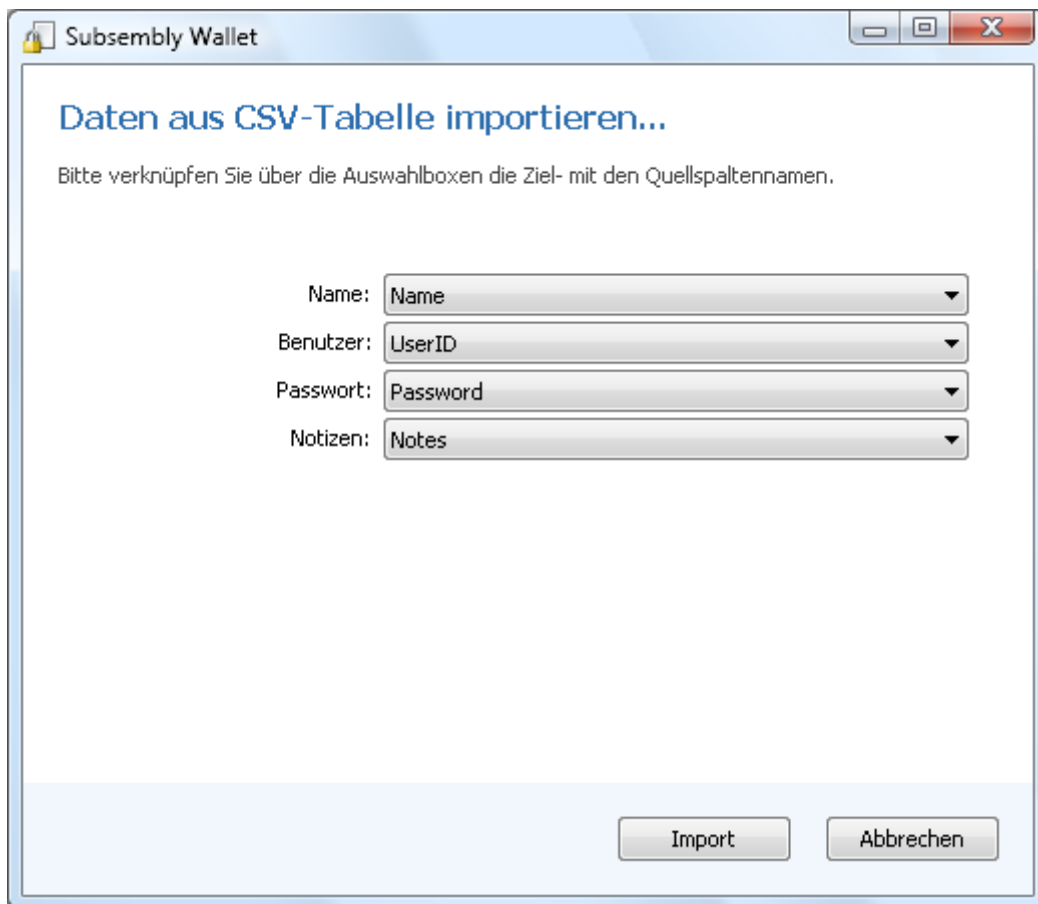 Subsembly Wallet
Daten aus CSV-Tabelle importieren...
Bitte verknüpfen Sie über die Auswahlboxen die Ziel- mit den Quellspaltennamen.
Name: Name
Benutzer: UserID
Passwort: Password
Notizen: Notes
Import Abbrechen